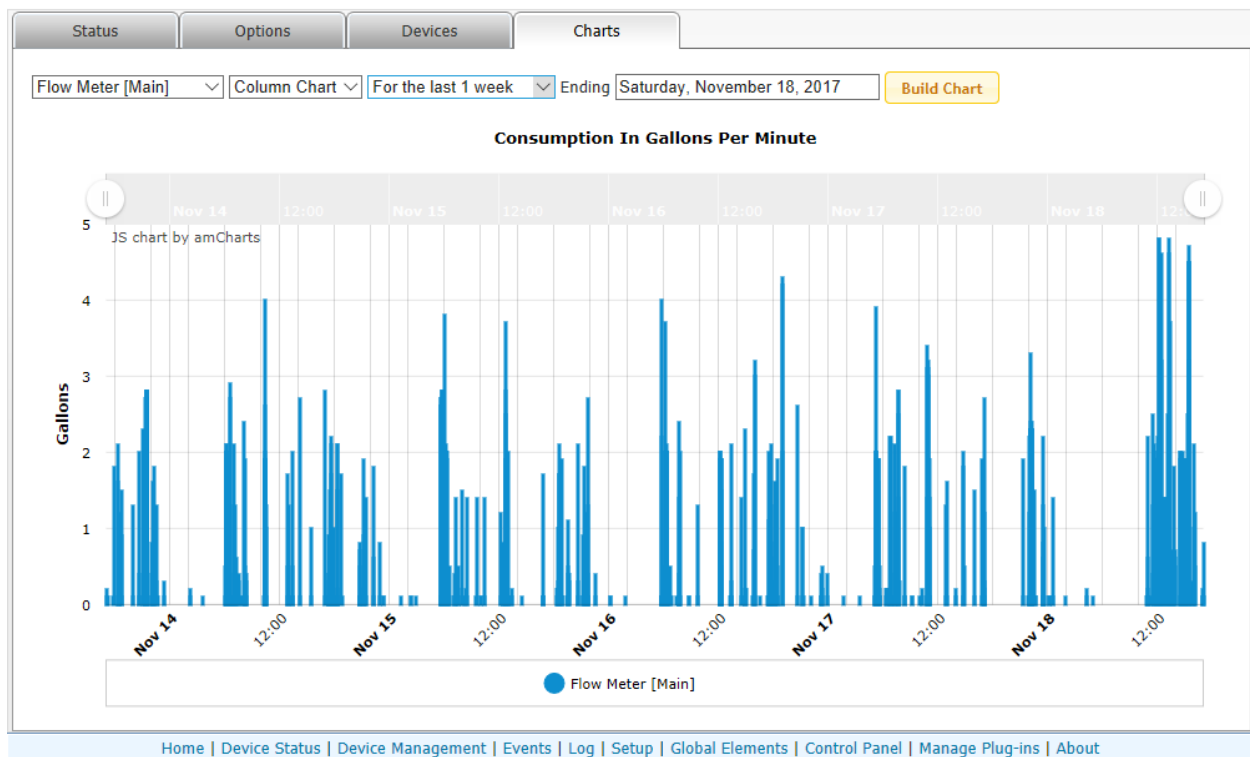 Status Options Devices Charts
Flow Meter [Main] Column Chart For the last 1 week Ending Saturday, November 18, 2017 Build Chart
Consumption In Gallons Per Minute
Nov 14 12:00 Nov 15 12:00 Nov 16 12:00 Nov 17 12:00 Nov 18
JS chart by amCharts
5
4
3
2
1
0
Gallons
Nov 14 12:00 Nov 15 12:00 Nov 16 12:00 Nov 17 12:00 Nov 18 12:00
Flow Meter [Main]
Home | Device Status | Device Management | Events | Log | Setup | Global Elements | Control Panel | Manage Plug-ins | About